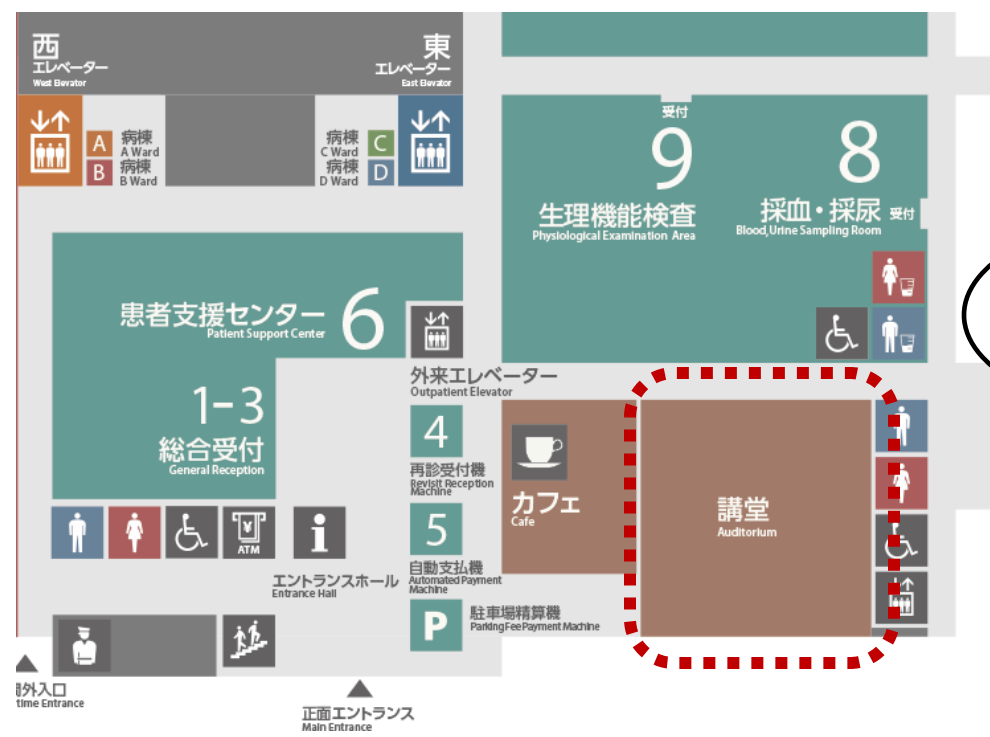 西
エレベーター
West Elevator
東
エレベーター
East Elevator
A
病棟
A Ward
B
病棟
B Ward
病棟
C Ward
C
病棟
D Ward
D
受付
9
生理機能検査
Physiological Examination Area
8
採血・採尿
受付
Blood,Urine Sampling Room
患者支援センター
Patient Support Center
6
1-3
総合受付
General Reception
外来エレベーター
Outpatient Elevator
4
再診受付機
Revisit Reception
Machine
5
自動支払機
Automated Payment
Machine
P
駐車場精算機
Parking Fee Payment Machine
カフェ
Cafe
講堂
Auditorium
¥
ATM
i
エントランスホール
Entrance Hall
外入口
time Entrance
正面エントランス
Main Entrance